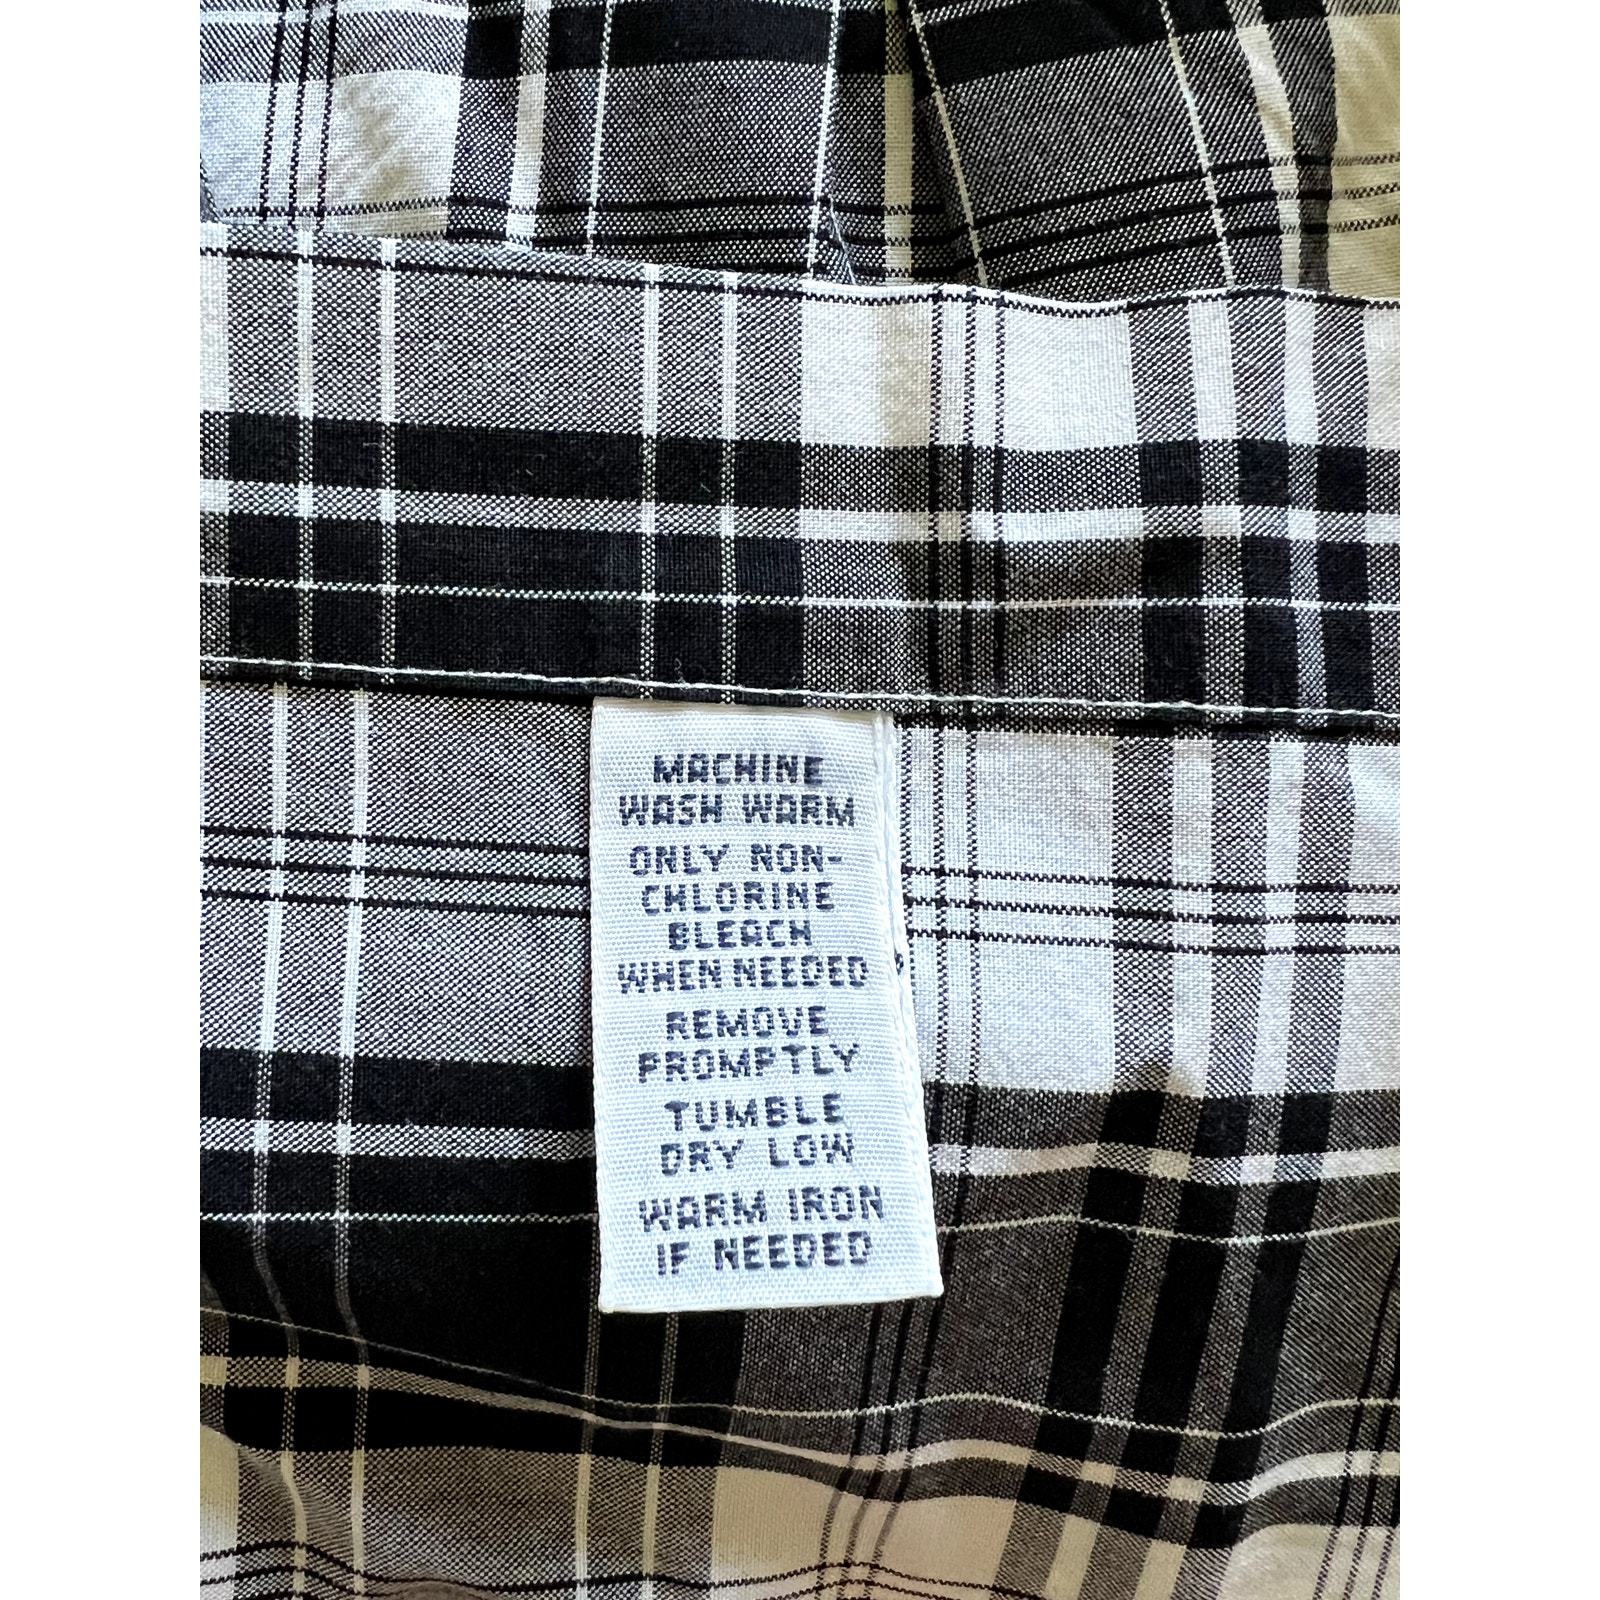 MACHINE
WASH WARM
ONLY NON-
CHLORINE
BLEACH
WHEN NEEDED
REMOVE
PROMPTLY
TUMBLE
DRY LOW
WARM IRON
IF NEEDED